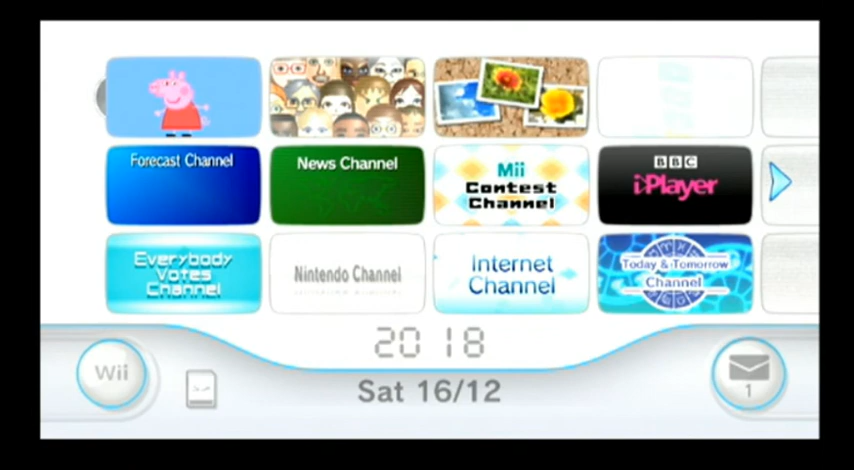 Forecast Channel
News Channel
Mii
Contest
Channel
BBC
iPlayer
Everybody
Votes
Channel
Nintendo Channel
Internet
Channel
Today & Tomorrow
Channel
20 18
Wii
Sat 16/12
1